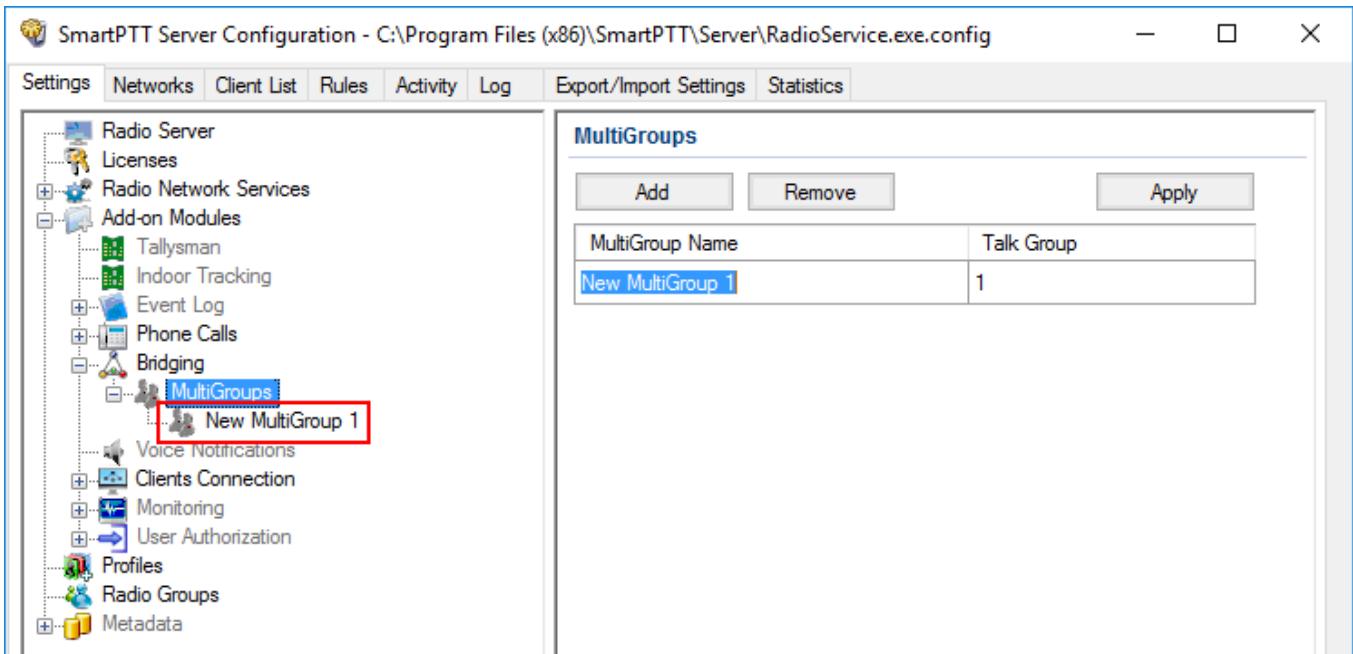 SmartPTT Server Configuration - C:\Program Files (x86)\SmartPTT\Server\RadioService.exe.config
Settings Networks Client List Rules Activity Log Export/Import Settings Statistics
Radio Server
Licenses
Radio Network Services
Add-on Modules
Tallysman
Indoor Tracking
Event Log
Phone Calls
Bridging
MultiGroups
New MultiGroup 1
Voice Notifications
Clients Connection
Monitoring
User Authorization
Profiles
Radio Groups
Metadata
MultiGroups
Add Remove Apply
MultiGroup Name Talk Group
New MultiGroup 1 1